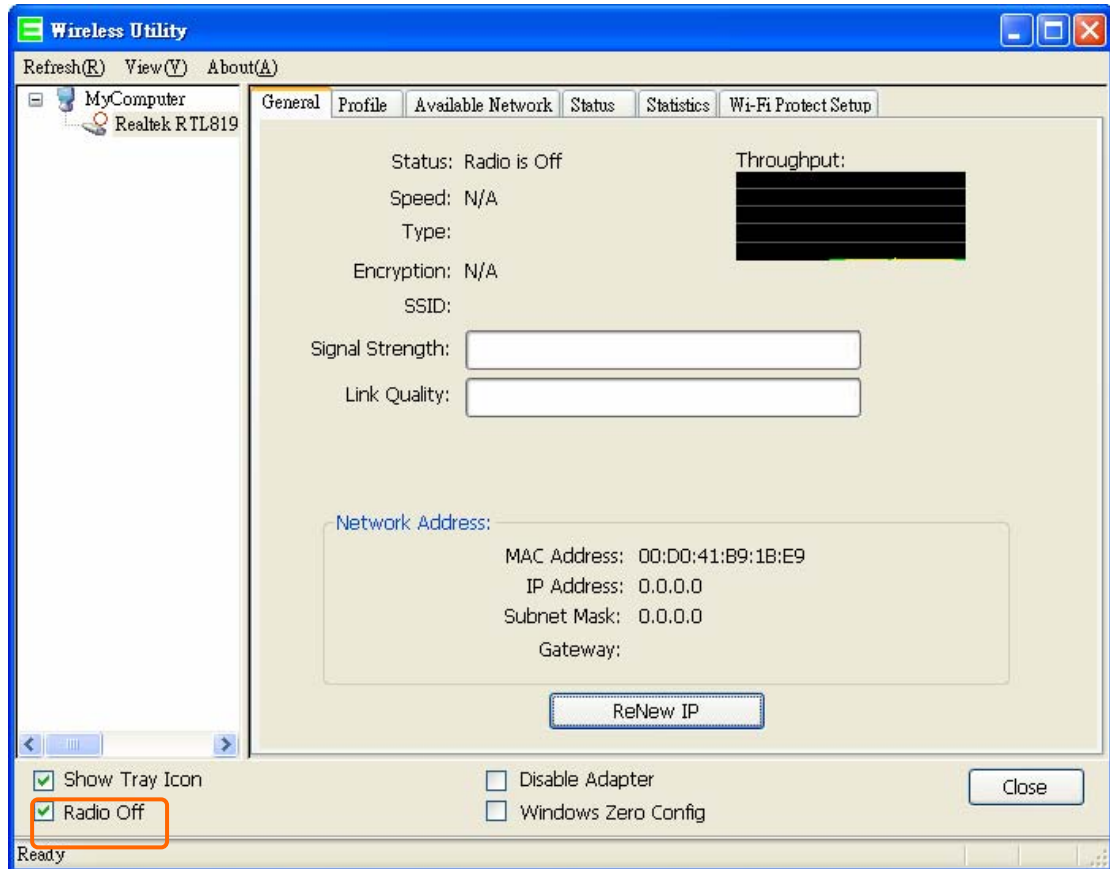 Wireless Utility
Refresh(R) View(V) About(A)
MyComputer
Realtek RTL819
General Profile Available Network Status Statistics Wi-Fi Protect Setup
Status: Radio is Off
Throughput:
Speed: N/A
Type:
Encryption: N/A
SSID:
Signal Strength:
Link Quality:
Network Address:
MAC Address: 00:D0:41:B9:1B:E9
IP Address: 0.0.0.0
Subnet Mask: 0.0.0.0
Gateway:
ReNew IP
Show Tray Icon
Disable Adapter
Close
Radio Off
Windows Zero Config
Ready